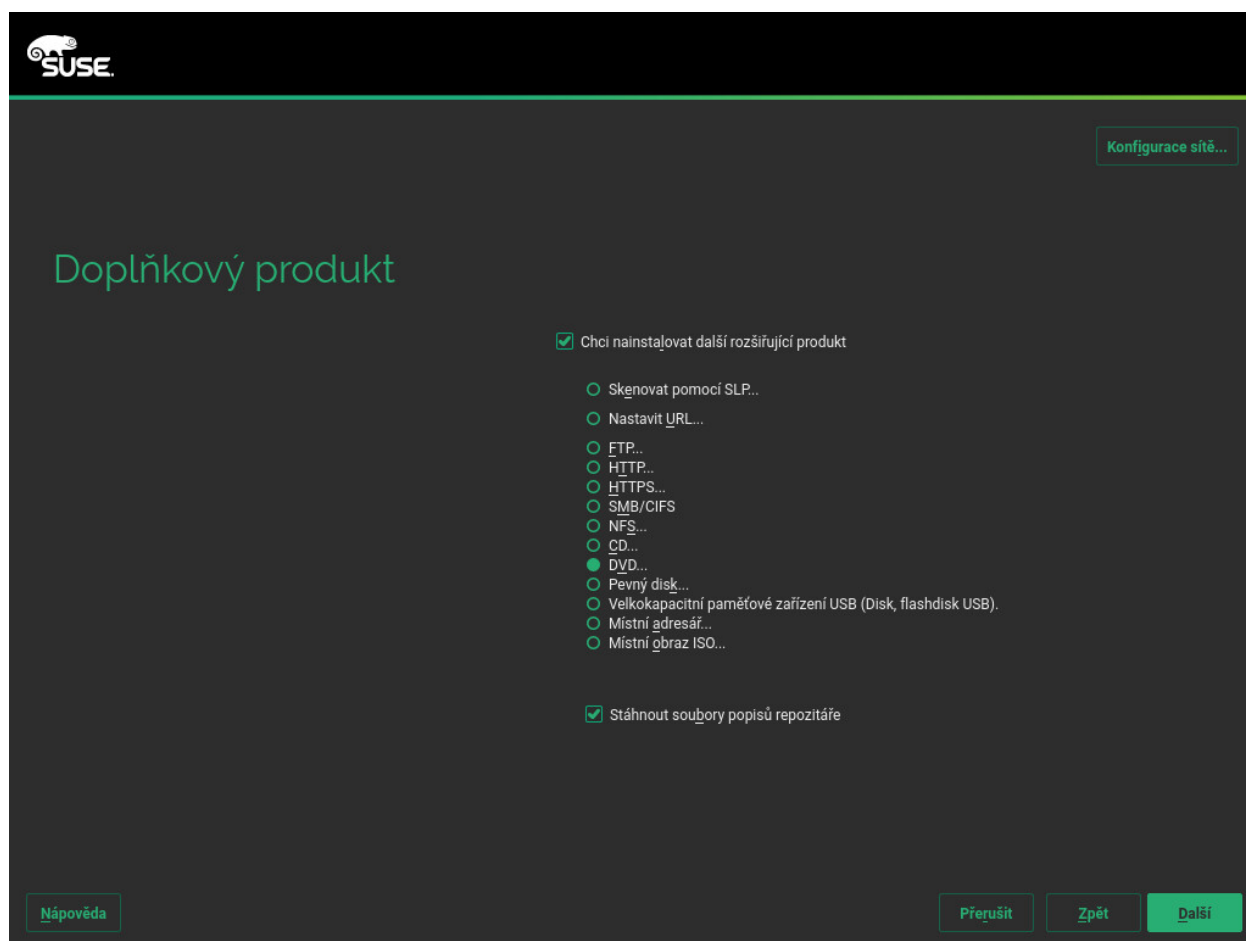 SUSE.
Konfigurace sítě...
Doplňkový produkt
Chci nainstalovat další rozšiřující produkt
Skenovat pomocí SLP...
Nastavit URL...
FTP...
HTTP...
HTTPS...
SMB/CIFS
NFS...
CD...
DVD...
Pevný disk...
Velkokapacitní paměťové zařízení USB (Disk, flashdisk USB).
Místní adresář...
Místní obraz ISO...
Stáhnout soubory popisů repozitáře
Nápověda Přerušit Zpět Další